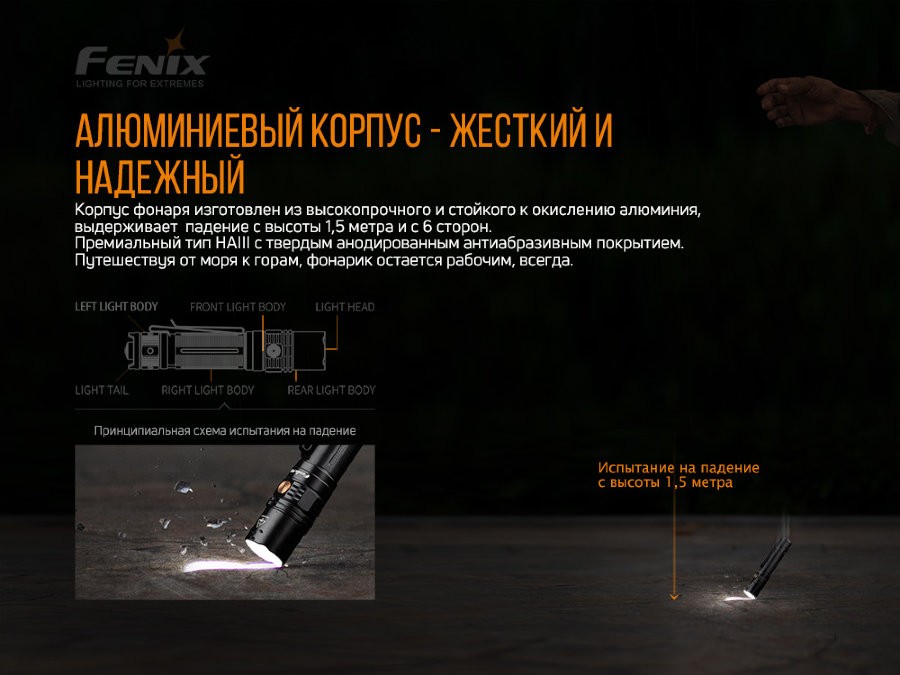 FENIX
LIGHTING FOR EXTREMES
АЛЮМИНИЕВЫЙ КОРПУС - ЖЕСТКИЙ И
НАДЕЖНЫЙ
Корпус фонаря изготовлен из высокопрочного и стойкого к окислению алюминия,
выдерживает падение с высоты 1,5 метра и с 6 сторон.
Премиальный тип HAIII с твердым анодированным антиабразивным покрытием.
Путешествуя от моря к горам, фонарик остается рабочим, всегда.
LEFT LIGHT BODY FRONT LIGHT BODY LIGHT HEAD
LIGHT TAIL RIGHT LIGHT BODY REAR LIGHT BODY
Принципиальная схема испытания на падение
Fenix
Испытание на падение
с высоты 1,5 метра